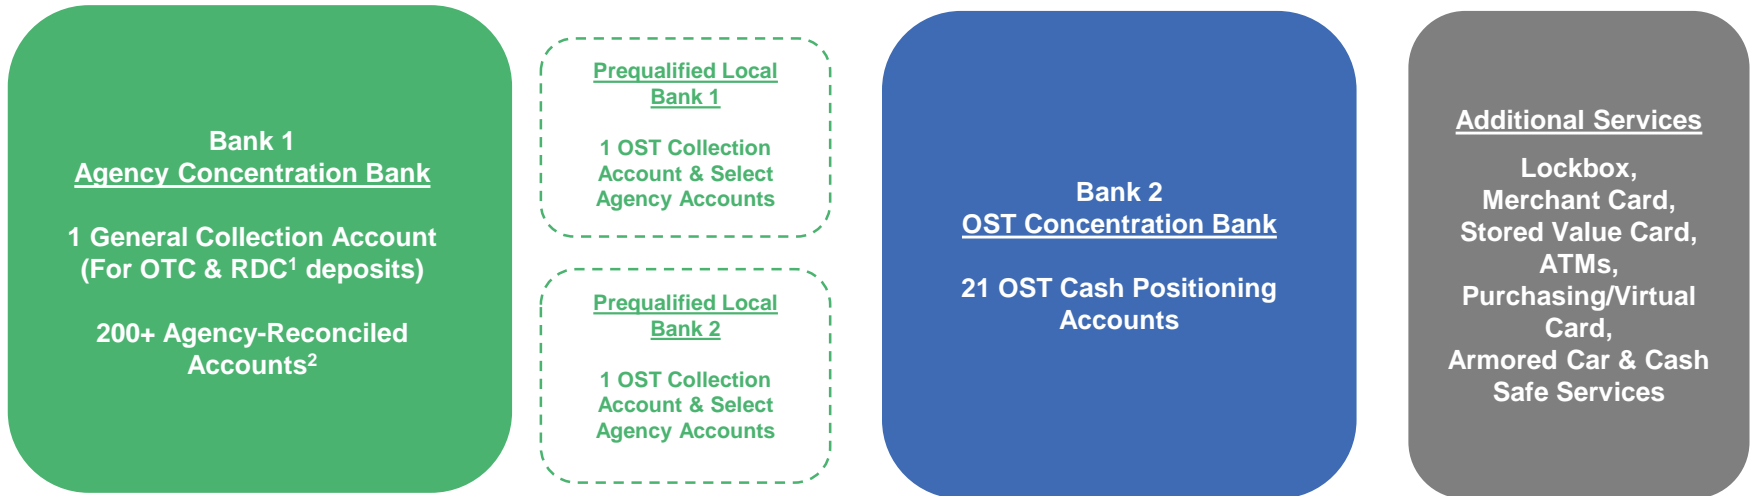 Bank 1
Agency Concentration Bank
1 General Collection Account
(For OTC & RDC¹ deposits)
200+ Agency-Reconciled
Accounts²
Prequalified Local
Bank 1
1 OST Collection
Account & Select
Agency Accounts
Prequalified Local
Bank 2
1 OST Collection
Account & Select
Agency Accounts
Bank 2
OST Concentration Bank
21 OST Cash Positioning
Accounts
Additional Services
Lockbox,
Merchant Card,
Stored Value Card,
ATMs,
Purchasing/Virtual
Card,
Armored Car & Cash
Safe Services